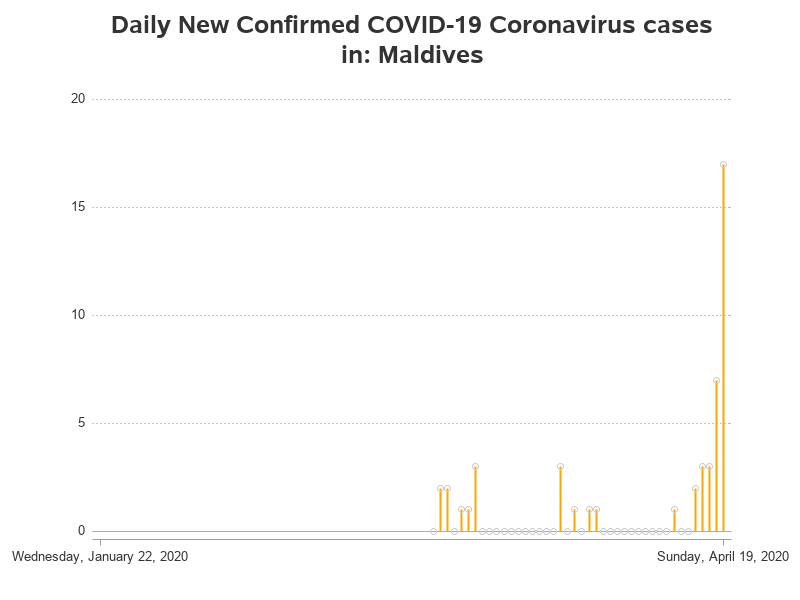 Daily New Confirmed COVID-19 Coronavirus cases
in: Maldives
20
15
10
5
0
Wednesday, January 22, 2020
Sunday, April 19, 2020